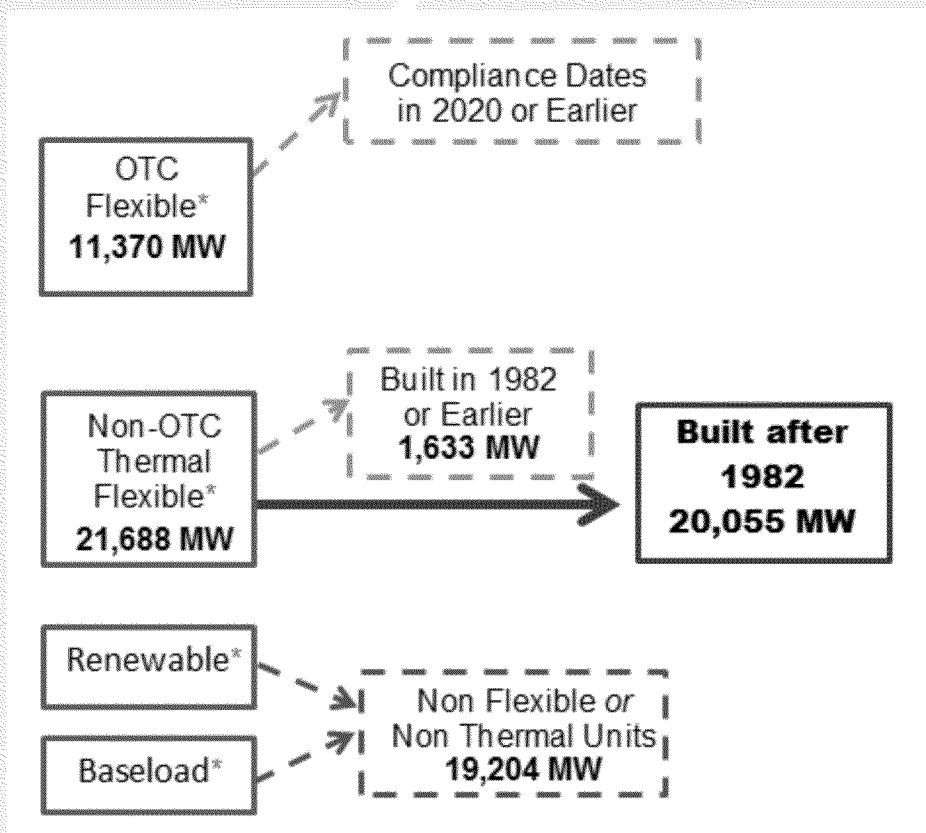 Compliance Dates
in 2020 or Earlier
OTC
Flexible*
11,370 MW
Built in 1982
or Earlier
1,633 MW
Non-OTC
Thermal
Flexible*
21,688 MW
Built after
1982
20,055 MW
Renewable*
Baseload*
Non Flexible or
Non Thermal Units
19,204 MW